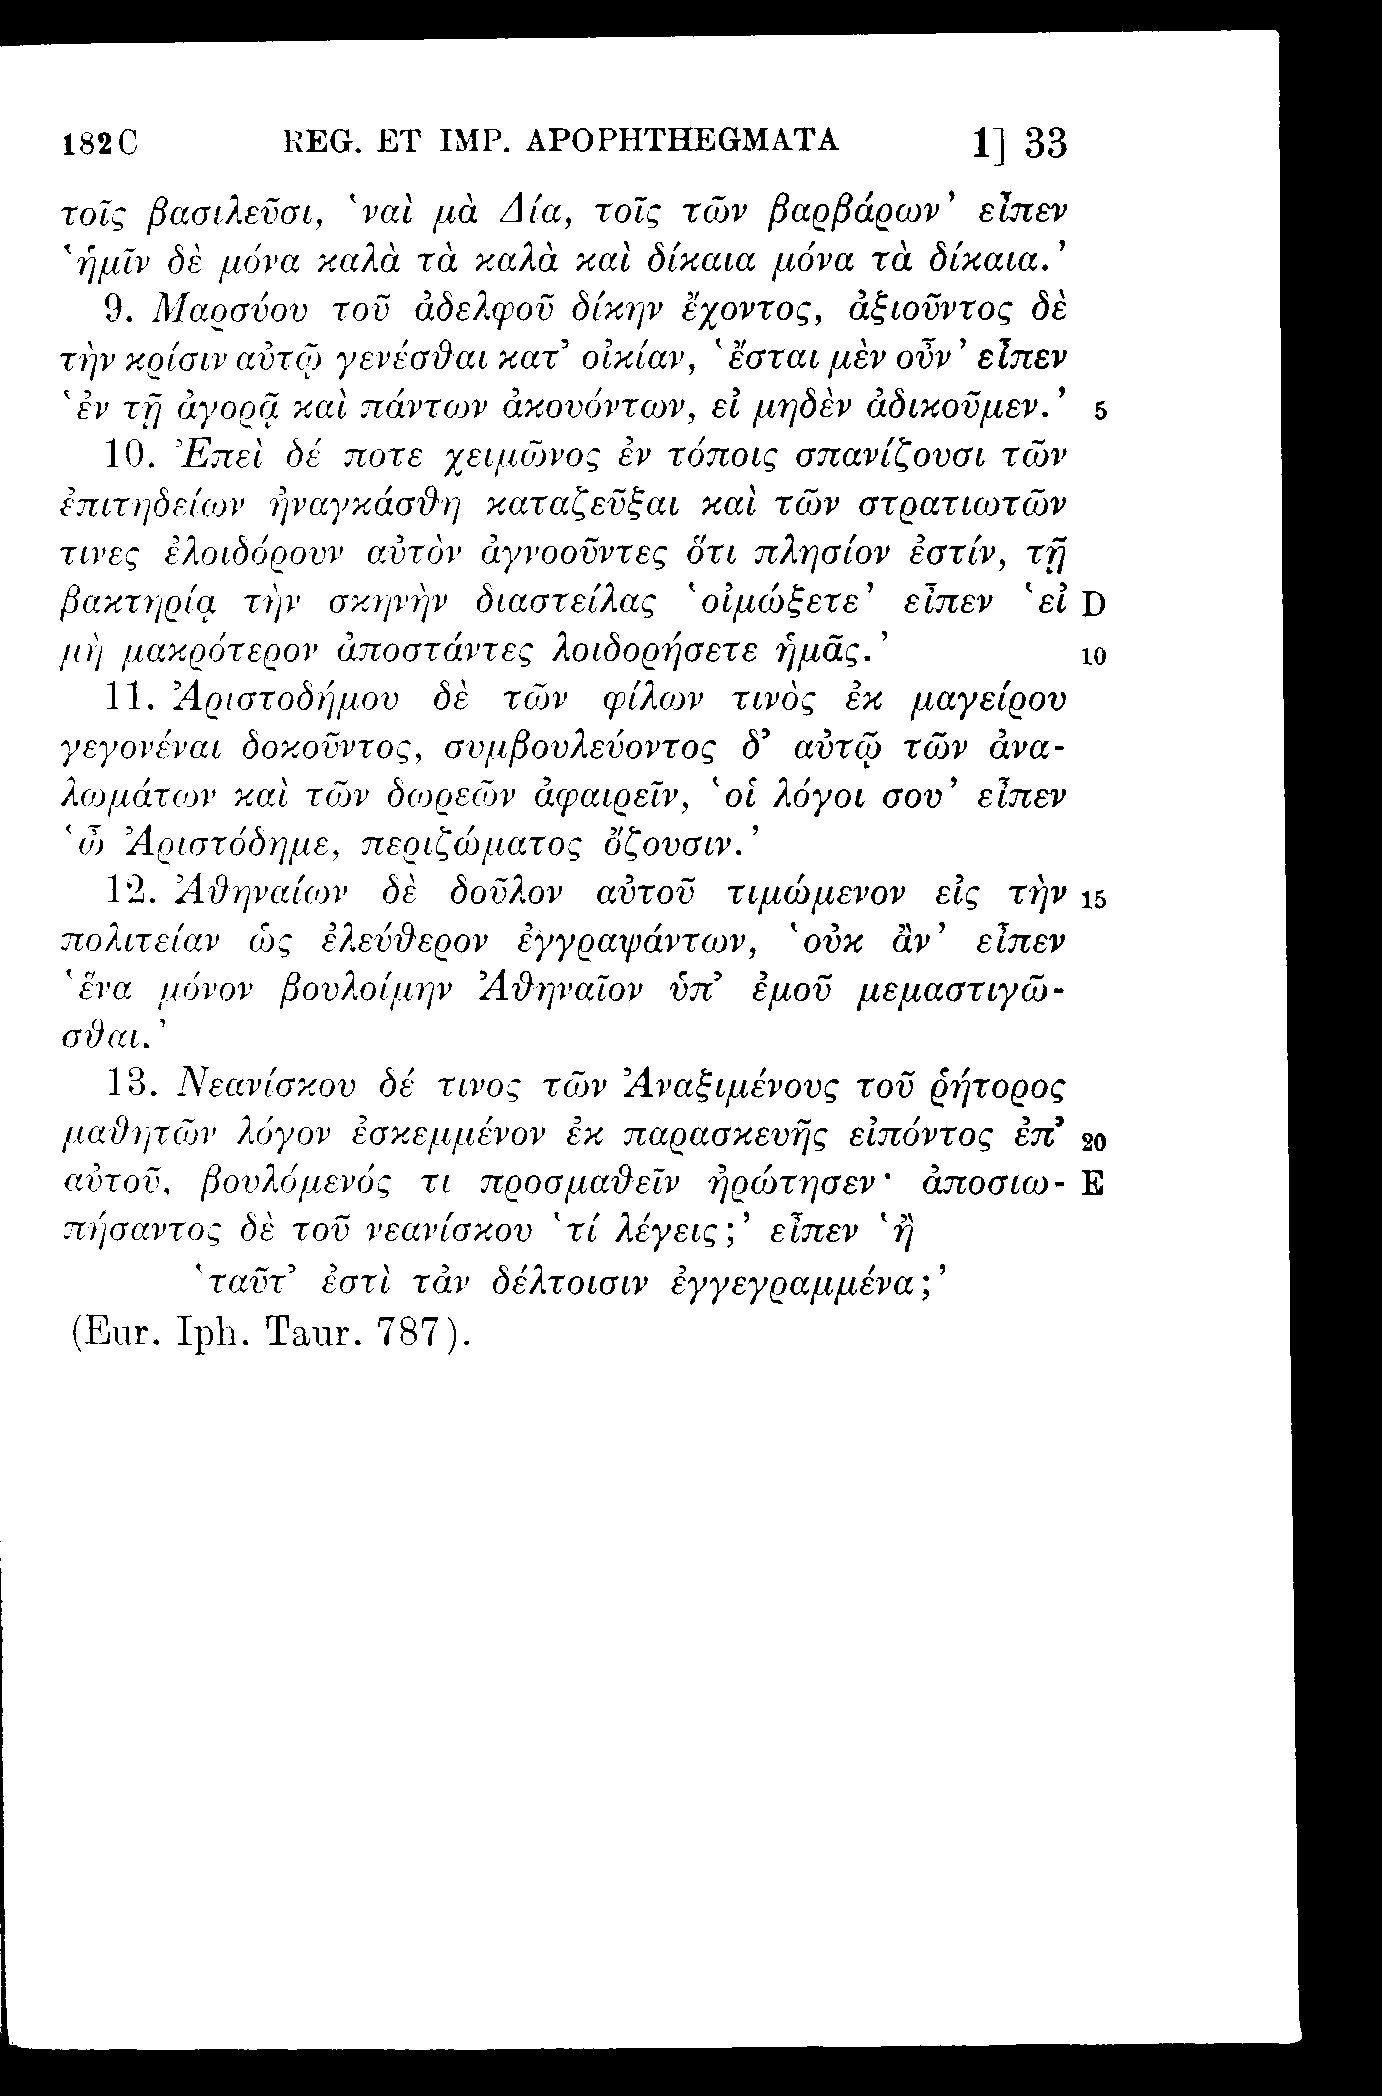 182C REG. ET IMP. APOPHTHEGMATA 1] 33
τοῖς βασιλεῦσι, ‘ναὶ μὰ Δία, τοῖς τῶν βαρβάρων’ εἶπεν
‘ἡμῖν δὲ μόνα καλὰ τὰ καλὰ καὶ δίκαια μόνα τὰ δίκαια.’
9. Μαρσύου τοῦ ἀδελφοῦ δίκην ἔχοντος, ἀξιοῦντος δὲ
τὴν κρίσιν αὐτῷ γενέσθαι κατ’ οἰκίαν, ‘ἔσται μὲν οὖν’ εἶπεν
‘ἐν τῇ ἀγορᾷ καὶ πάντων ἀκουόντων, εἰ μηδὲν ἀδικοῦμεν.’ 5
10. Ἐπεὶ δέ ποτε χειμῶνος ἐν τόποις σπανίζουσι τῶν
ἐπιτηδείων ἠναγκάσθη καταζεῦξαι καὶ τῶν στρατιωτῶν
τινες ἐλοιδόρουν αὐτὸν ἀγνοοῦντες ὅτι πλησίον ἐστίν, τῇ
βακτηρίᾳ τὴν σκηνὴν διαστείλας ‘οἰμώξετε’ εἶπεν ‘εἰ D
μὴ μακρότερον ἀποστάντες λοιδορήσετε ἡμᾶς.’ 10
11. Ἀριστοδήμου δὲ τῶν φίλων τινὸς ἐκ μαγείρου
γεγονέναι δοκοῦντος, συμβουλεύοντος δ’ αὐτῷ τῶν ἀνα-
λωμάτων καὶ τῶν δωρεῶν ἀφαιρεῖν, ‘οἱ λόγοι σου’ εἶπεν
‘ὦ Ἀριστόδημε, περιζώματος ὄζουσιν.’
12. Ἀθηναίων δὲ δοῦλον αὐτοῦ τιμώμενον εἰς τὴν 15
πολιτείαν ὡς ἐλεύθερον ἐγγραψάντων, ‘οὐκ ἂν’ εἶπεν
‘ἕνα μόνον βουλοίμην Ἀθηναῖον ὑπ’ ἐμοῦ μεμαστιγῶ-
σθαι.’
13. Νεανίσκου δέ τινος τῶν Ἀναξιμένους τοῦ ῥήτορος
μαθητῶν λόγον ἐσκεμμένον ἐκ παρασκευῆς εἰπόντος ἐπ’ 20
αὐτοῦ, βουλόμενός τι προσμαθεῖν ἠρώτησεν· ἀποσιω- E
πήσαντος δὲ τοῦ νεανίσκου ‘τί λέγεις;’ εἶπεν ‘ἢ
‘ταῦτ’ ἐστὶ τἀν δέλτοισιν ἐγγεγραμμένα;’
(Eur. Iph. Taur. 787).